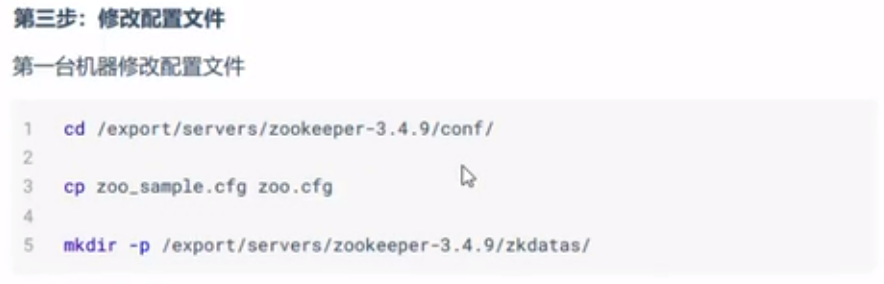 第三步：修改配置文件
第一台机器修改配置文件
1 cd /export/servers/zookeeper-3.4.9/conf/
2
3 cp zoo_sample.cfg zoo.cfg
4
5 mkdir -p /export/servers/zookeeper-3.4.9/zkdatas/